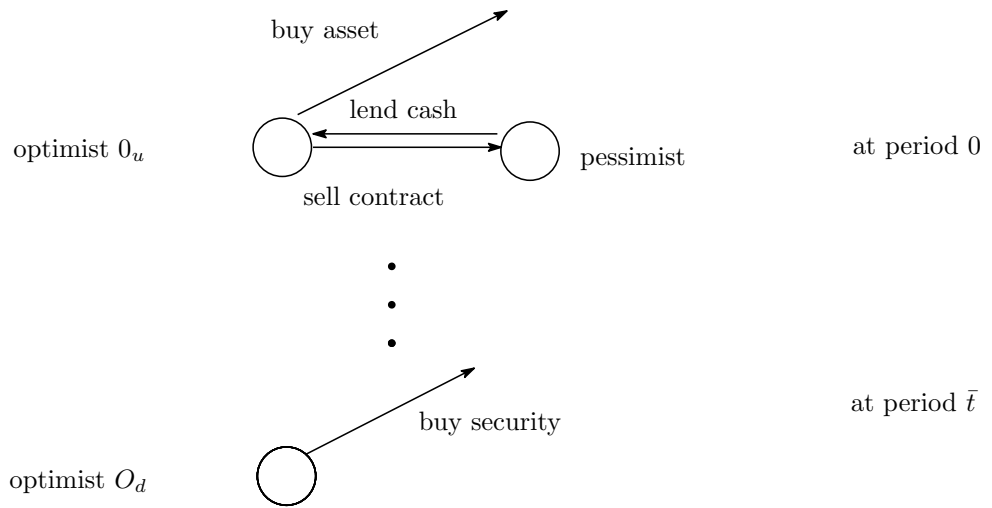 buy asset
lend cash
optimist 0_u
pessimist
at period 0
sell contract
at period t̄
buy security
optimist O_d